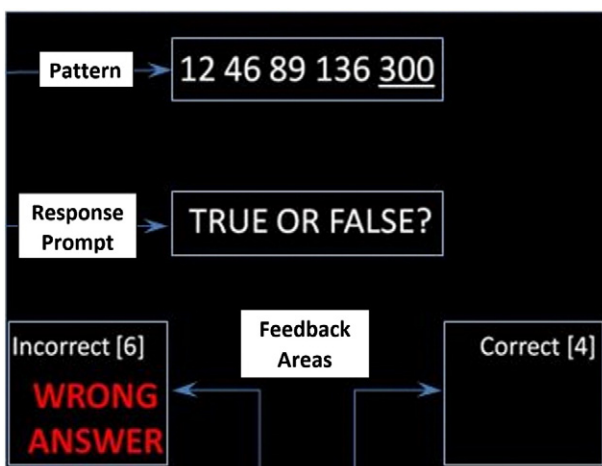 Pattern
12 46 89 136 300
Response
Prompt
TRUE OR FALSE?
Incorrect [6]
WRONG
ANSWER
Feedback
Areas
Correct [4]